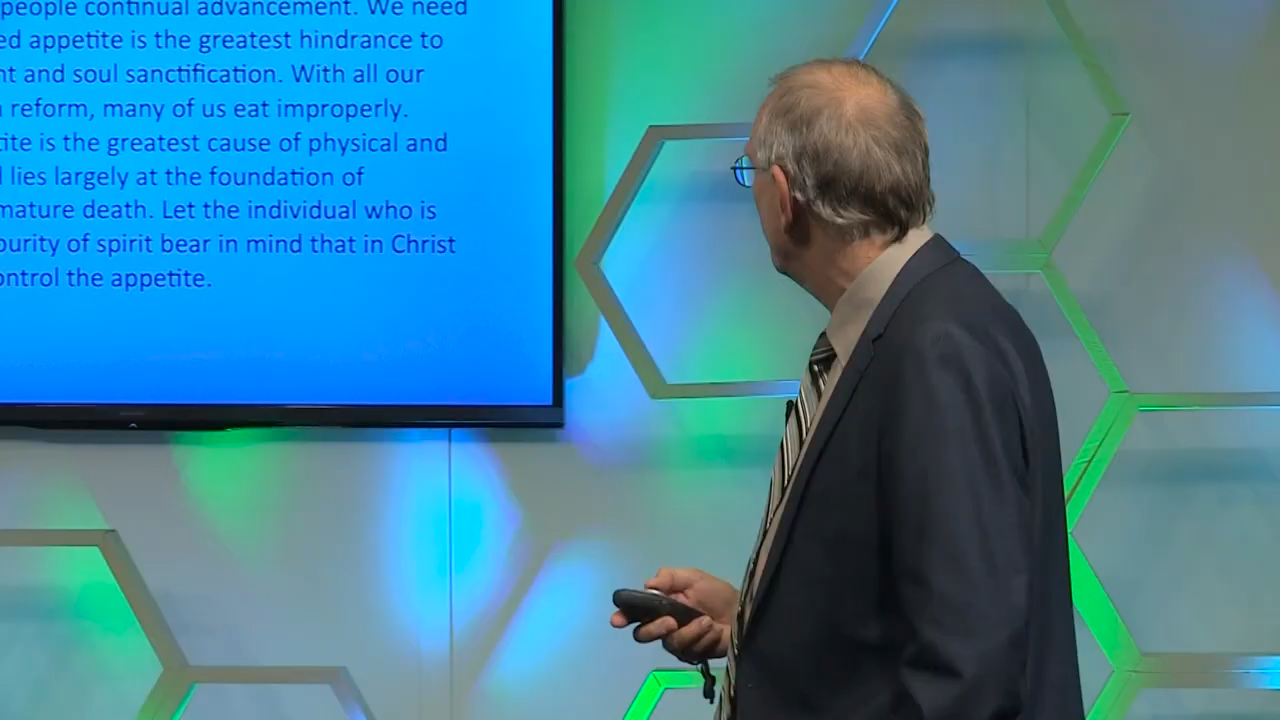 people continual advancement. We need
ed appetite is the greatest hindrance to
nt and soul sanctification. With all our
reform, many of us eat improperly.
tite is the greatest cause of physical and
lies largely at the foundation of
mature death. Let the individual who is
purity of spirit bear in mind that in Christ
ontrol the appetite.